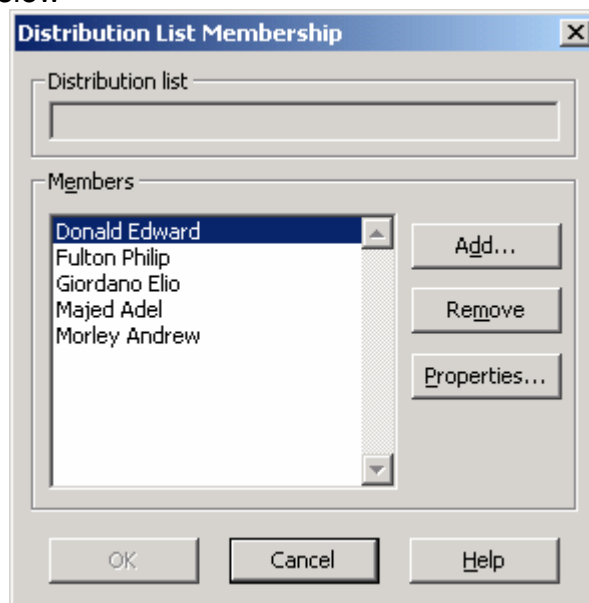 Distribution List Membership
Distribution list
Members
Donald Edward
Fulton Philip
Giordano Elio
Majed Adel
Morley Andrew
Add...
Remove
Properties...
OK
Cancel
Help